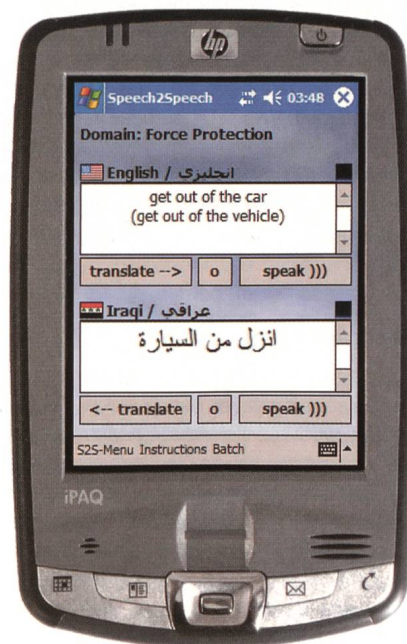 hp
Speech2Speech 03:48
Domain: Force Protection
English / انجليزي
get out of the car
(get out of the vehicle)
translate --> o speak )))
Iraqi / عراقي
انزل من السيارة
<-- translate o speak )))
S2S-Menu Instructions Batch
iPAQ